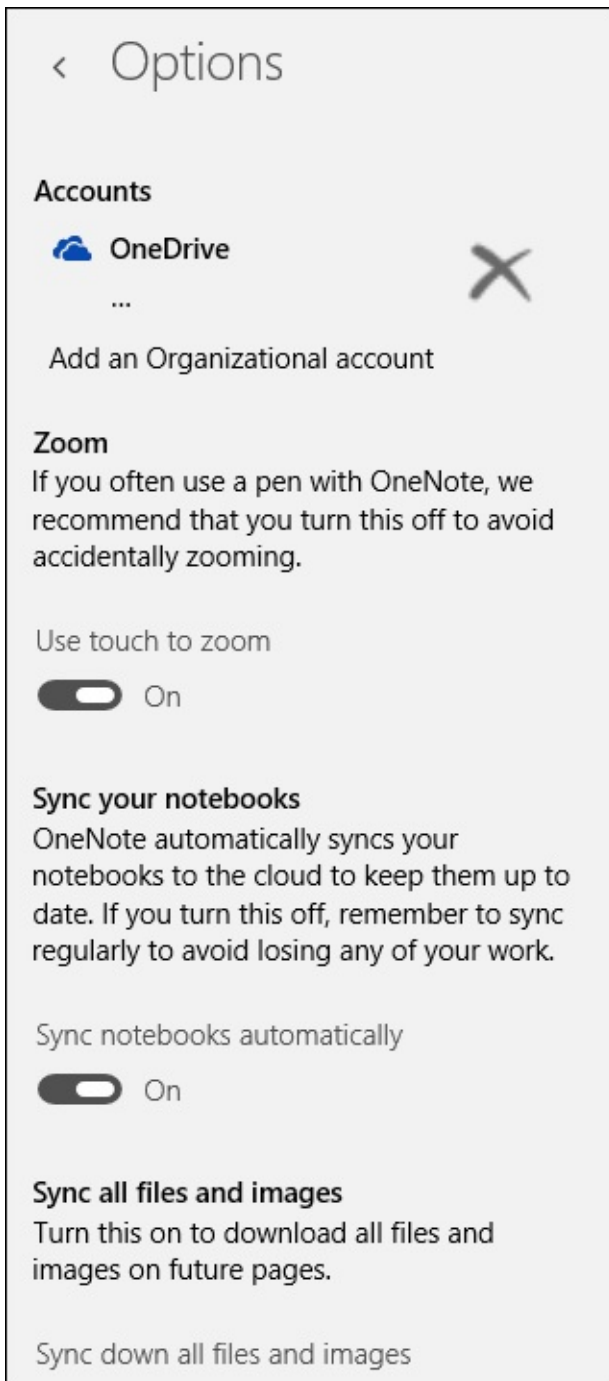 Options
Accounts
OneDrive
...
Add an Organizational account
Zoom
If you often use a pen with OneNote, we
recommend that you turn this off to avoid
accidentally zooming.
Use touch to zoom
On
Sync your notebooks
OneNote automatically syncs your
notebooks to the cloud to keep them up to
date. If you turn this off, remember to sync
regularly to avoid losing any of your work.
Sync notebooks automatically
On
Sync all files and images
Turn this on to download all files and
images on future pages.
Sync down all files and images